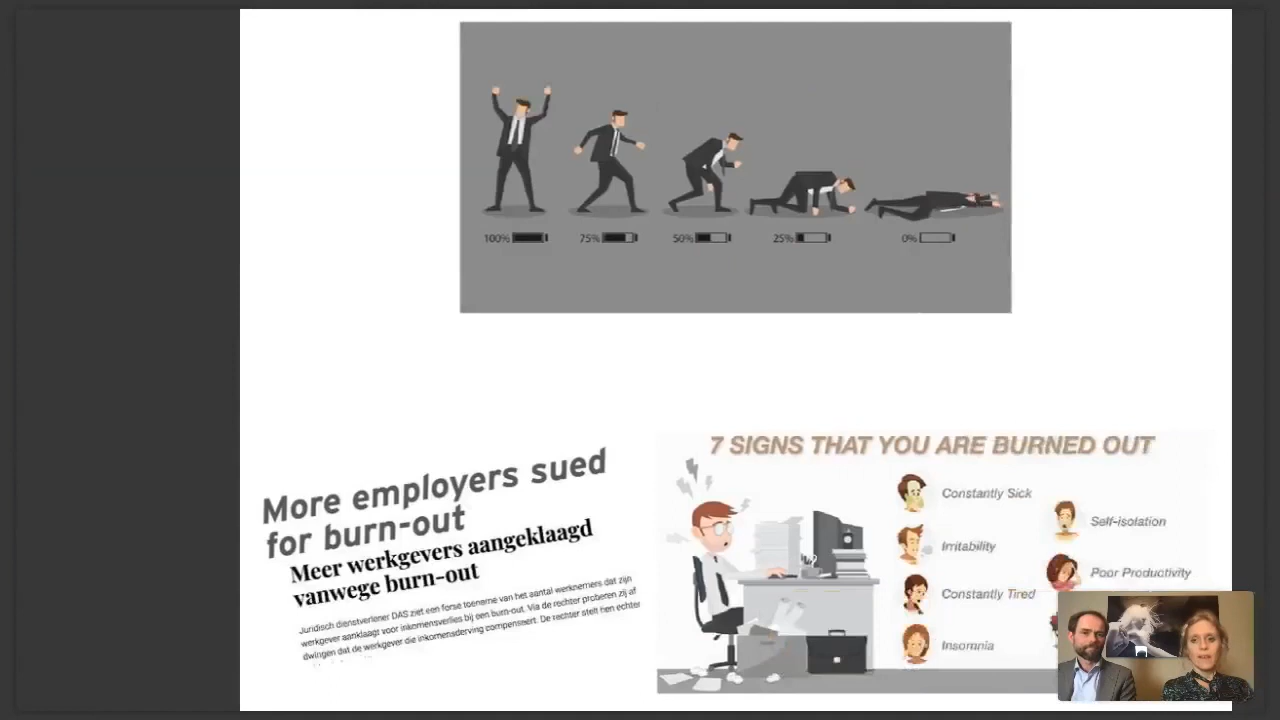 100% 75% 50% 25% 0%
More employers sued
for burn-out
Meer werkgevers aangeklaagd
vanwege burn-out
Juridisch dienstverlener DAS ziet een forse toename van het aantal werknemers dat zijn
werkgever aanklaagt voor inkomensverlies bij een burn-out. Via de rechter proberen zij af
dwingen dat de werkgever die inkomensderving compenseert. De rechter stelt hen echter
7 SIGNS THAT YOU ARE BURNED OUT
Constantly Sick
Irritability
Constantly Tired
Insomnia
Self-isolation
Poor Productivity